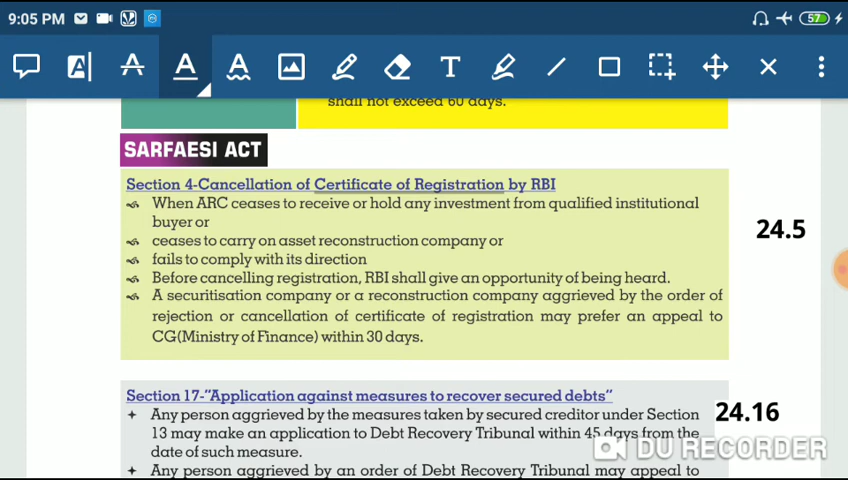 9:05 PM
57
A
A
A
A
T
shall not exceed 60 days.
SARFAESI ACT
Section 4-Cancellation of Certificate of Registration by RBI
When ARC ceases to receive or hold any investment from qualified institutional
buyer or
ceases to carry on asset reconstruction company or
fails to comply with its direction
Before cancelling registration, RBI shall give an opportunity of being heard.
A securitisation company or a reconstruction company aggrieved by the order of
rejection or cancellation of certificate of registration may prefer an appeal to
CG(Ministry of Finance) within 30 days.
24.5
Section 17-"Application against measures to recover secured debts"
Any person aggrieved by the measures taken by secured creditor under Section
13 may make an application to Debt Recovery Tribunal within 45 days from the
date of such measure.
Any person aggrieved by an order of Debt Recovery Tribunal may appeal to
24.16
DU RECORDER